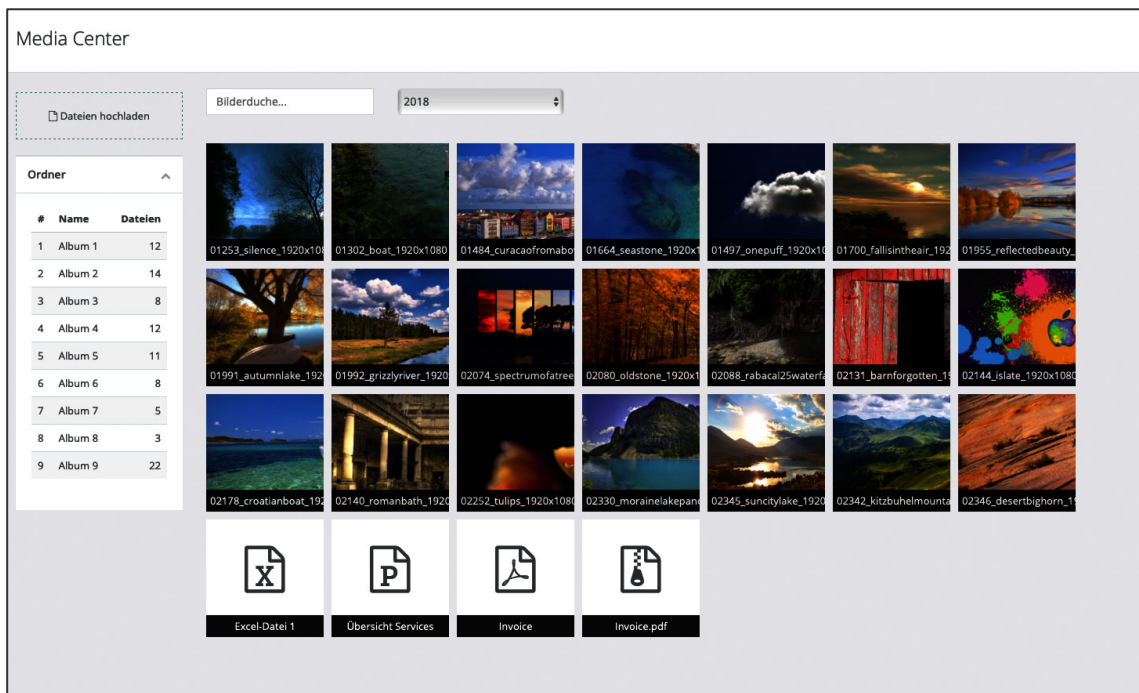 Media Center
Dateien hochladen
Bilderduche...
2018
Ordner
# Name Dateien
1 Album 1 12
2 Album 2 14
3 Album 3 8
4 Album 4 12
5 Album 5 11
6 Album 6 8
7 Album 7 5
8 Album 8 3
9 Album 9 22
01253_silence_1920x108 01302_boat_1920x1080 01484_curacaofromabo 01664_seastone_1920x1 01497_onepuff_1920x10 01700_fallisintheair_192 01955_reflectedbeauty_
01991_autumnlake_192 01992_grizzlyriver_1920 02074_spectrumofatree 02080_oldstone_1920x1 02088_rabacal25waterfa 02131_barnforgotten_19 02144_islate_1920x1080
02178_croatianboat_192 02140_romanbath_1920 02252_tulips_1920x1080 02330_morainelakepan 02345_suncitylake_1920 02342_kitzbuhelmounta 02346_desertbighorn_19
X P
Excel-Datei 1 Übersicht Services Invoice Invoice.pdf